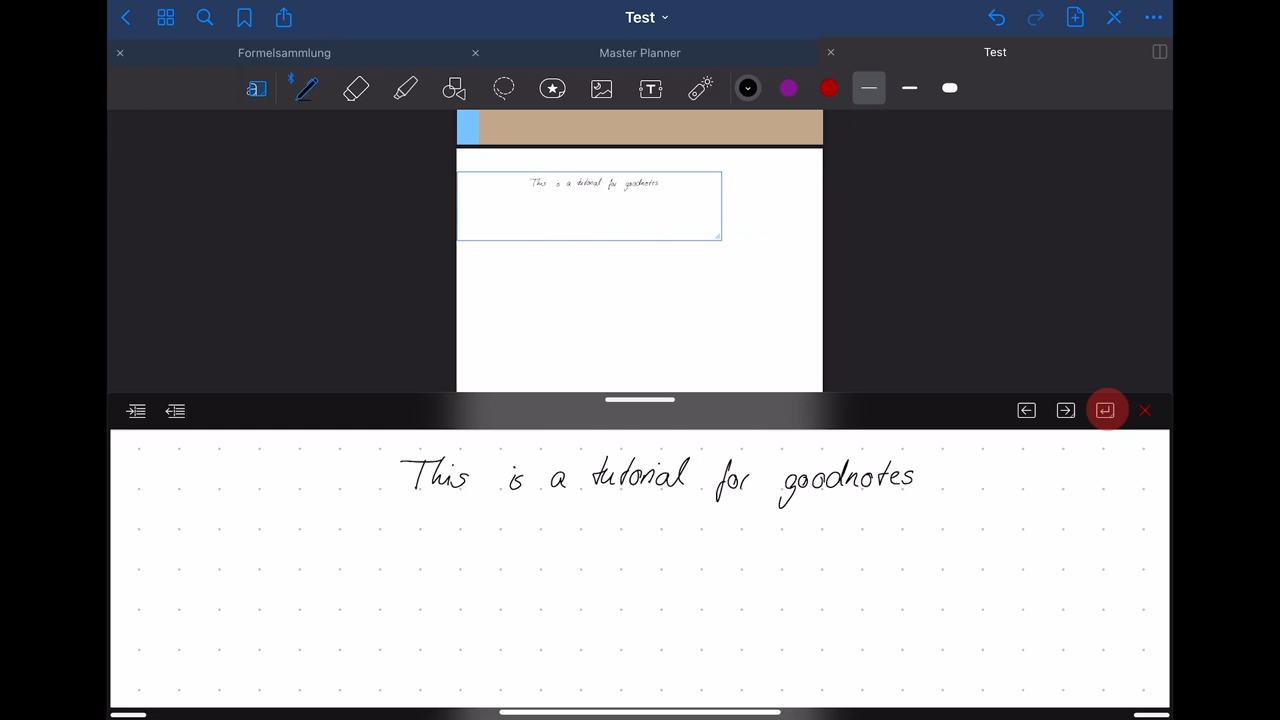 Test
Formelsammlung
Master Planner
Test
T
This is a tutorial for goodnotes
This is a tutorial for goodnotes